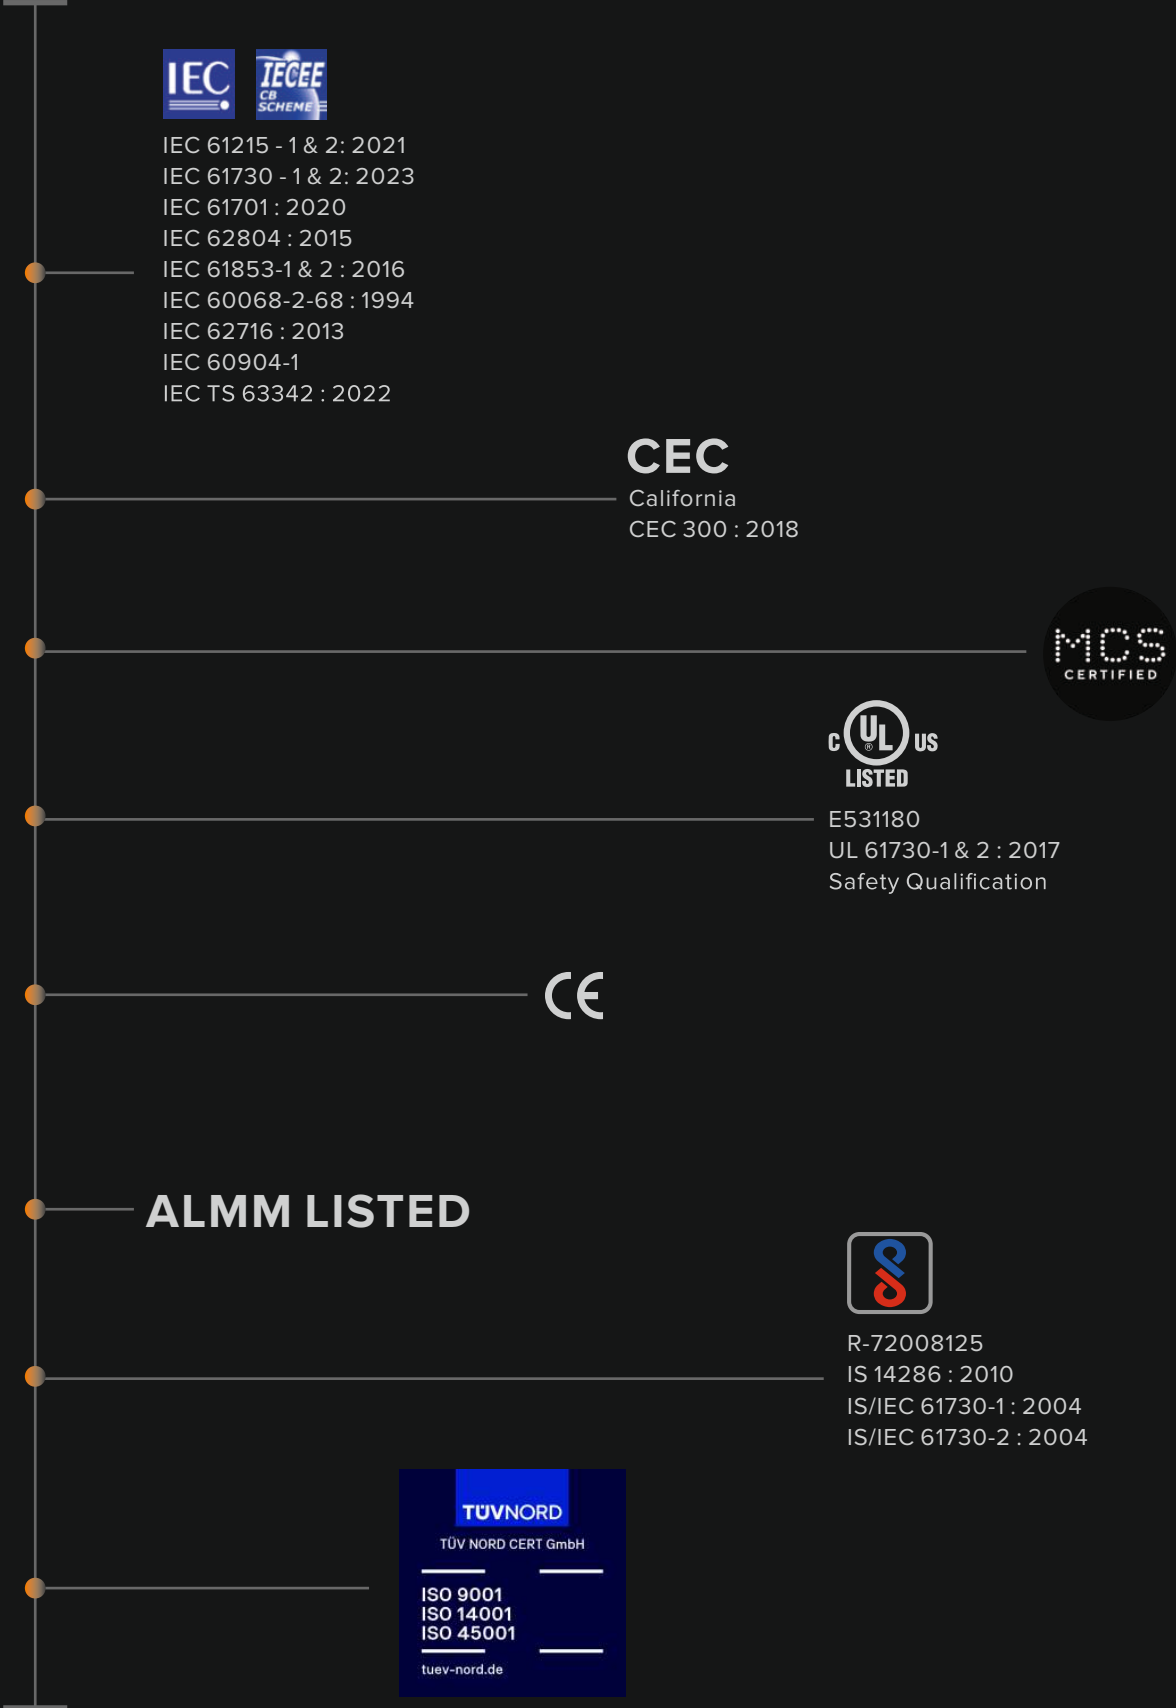 IEC
IECEE
CB
SCHEME
IEC 61215 - 1 & 2: 2021
IEC 61730 - 1 & 2: 2023
IEC 61701 : 2020
IEC 62804 : 2015
IEC 61853-1 & 2 : 2016
IEC 60068-2-68 : 1994
IEC 62716 : 2013
IEC 60904-1
IEC TS 63342 : 2022
CEC
California
CEC 300 : 2018
MCS
CERTIFIED
C UL ® US
LISTED
E531180
UL 61730-1 & 2 : 2017
Safety Qualification
CE
ALMM LISTED
R-72008125
IS 14286 : 2010
IS/IEC 61730-1 : 2004
IS/IEC 61730-2 : 2004
TÜVNORD
TÜV NORD CERT GmbH
ISO 9001
ISO 14001
ISO 45001
tuev-nord.de